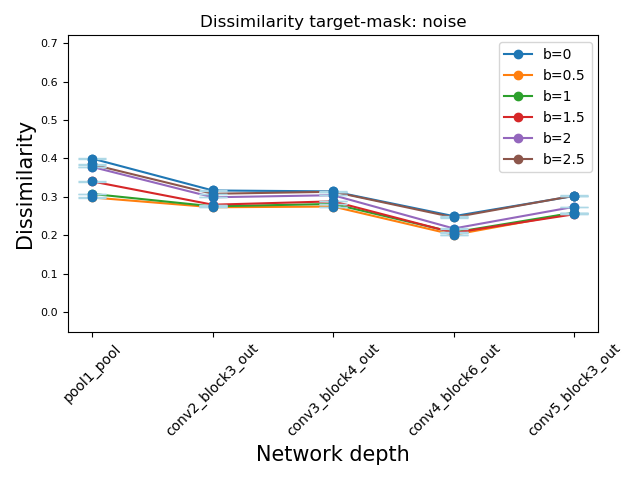 Dissimilarity target-mask: noise
Dissimilarity
0.7
0.6
0.5
0.4
0.3
0.2
0.1
0.0
b=0
b=0.5
b=1
b=1.5
b=2
b=2.5
pool1_pool
conv2_block3_out
conv3_block4_out
conv4_block6_out
conv5_block3_out
Network depth